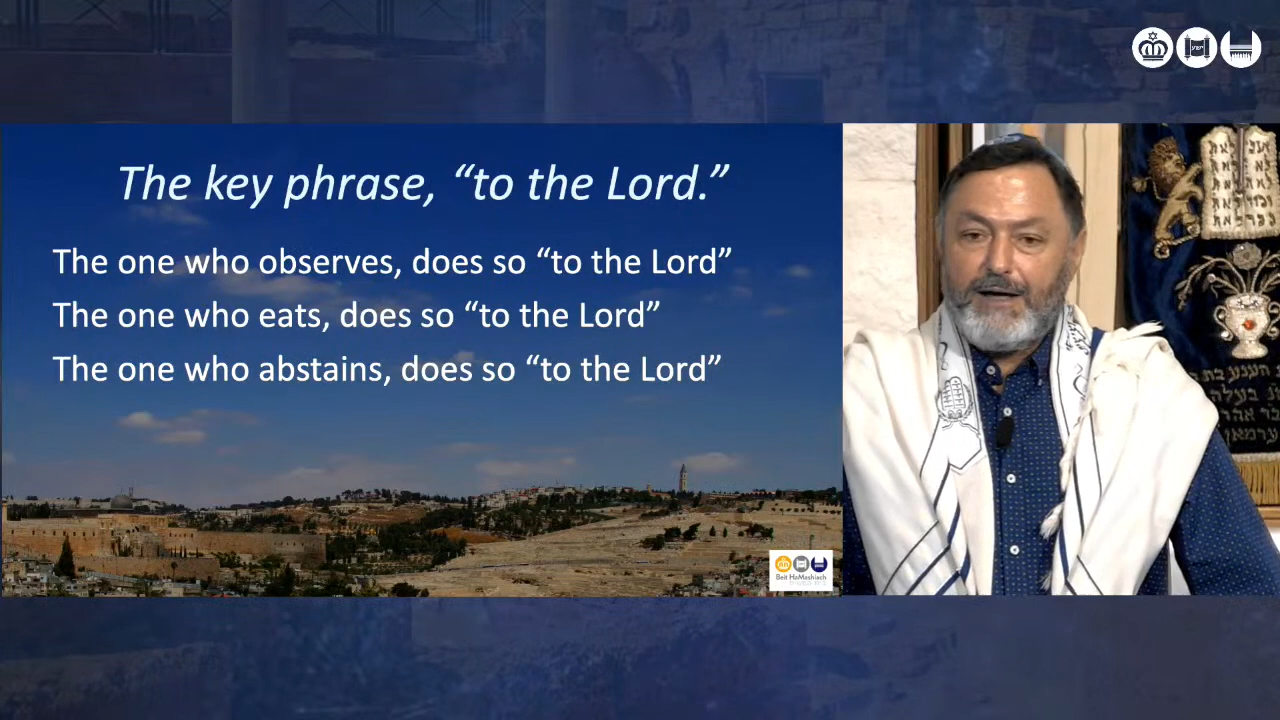 The key phrase, “to the Lord.”
The one who observes, does so “to the Lord”
The one who eats, does so “to the Lord”
The one who abstains, does so “to the Lord”
Beit HaMashiach